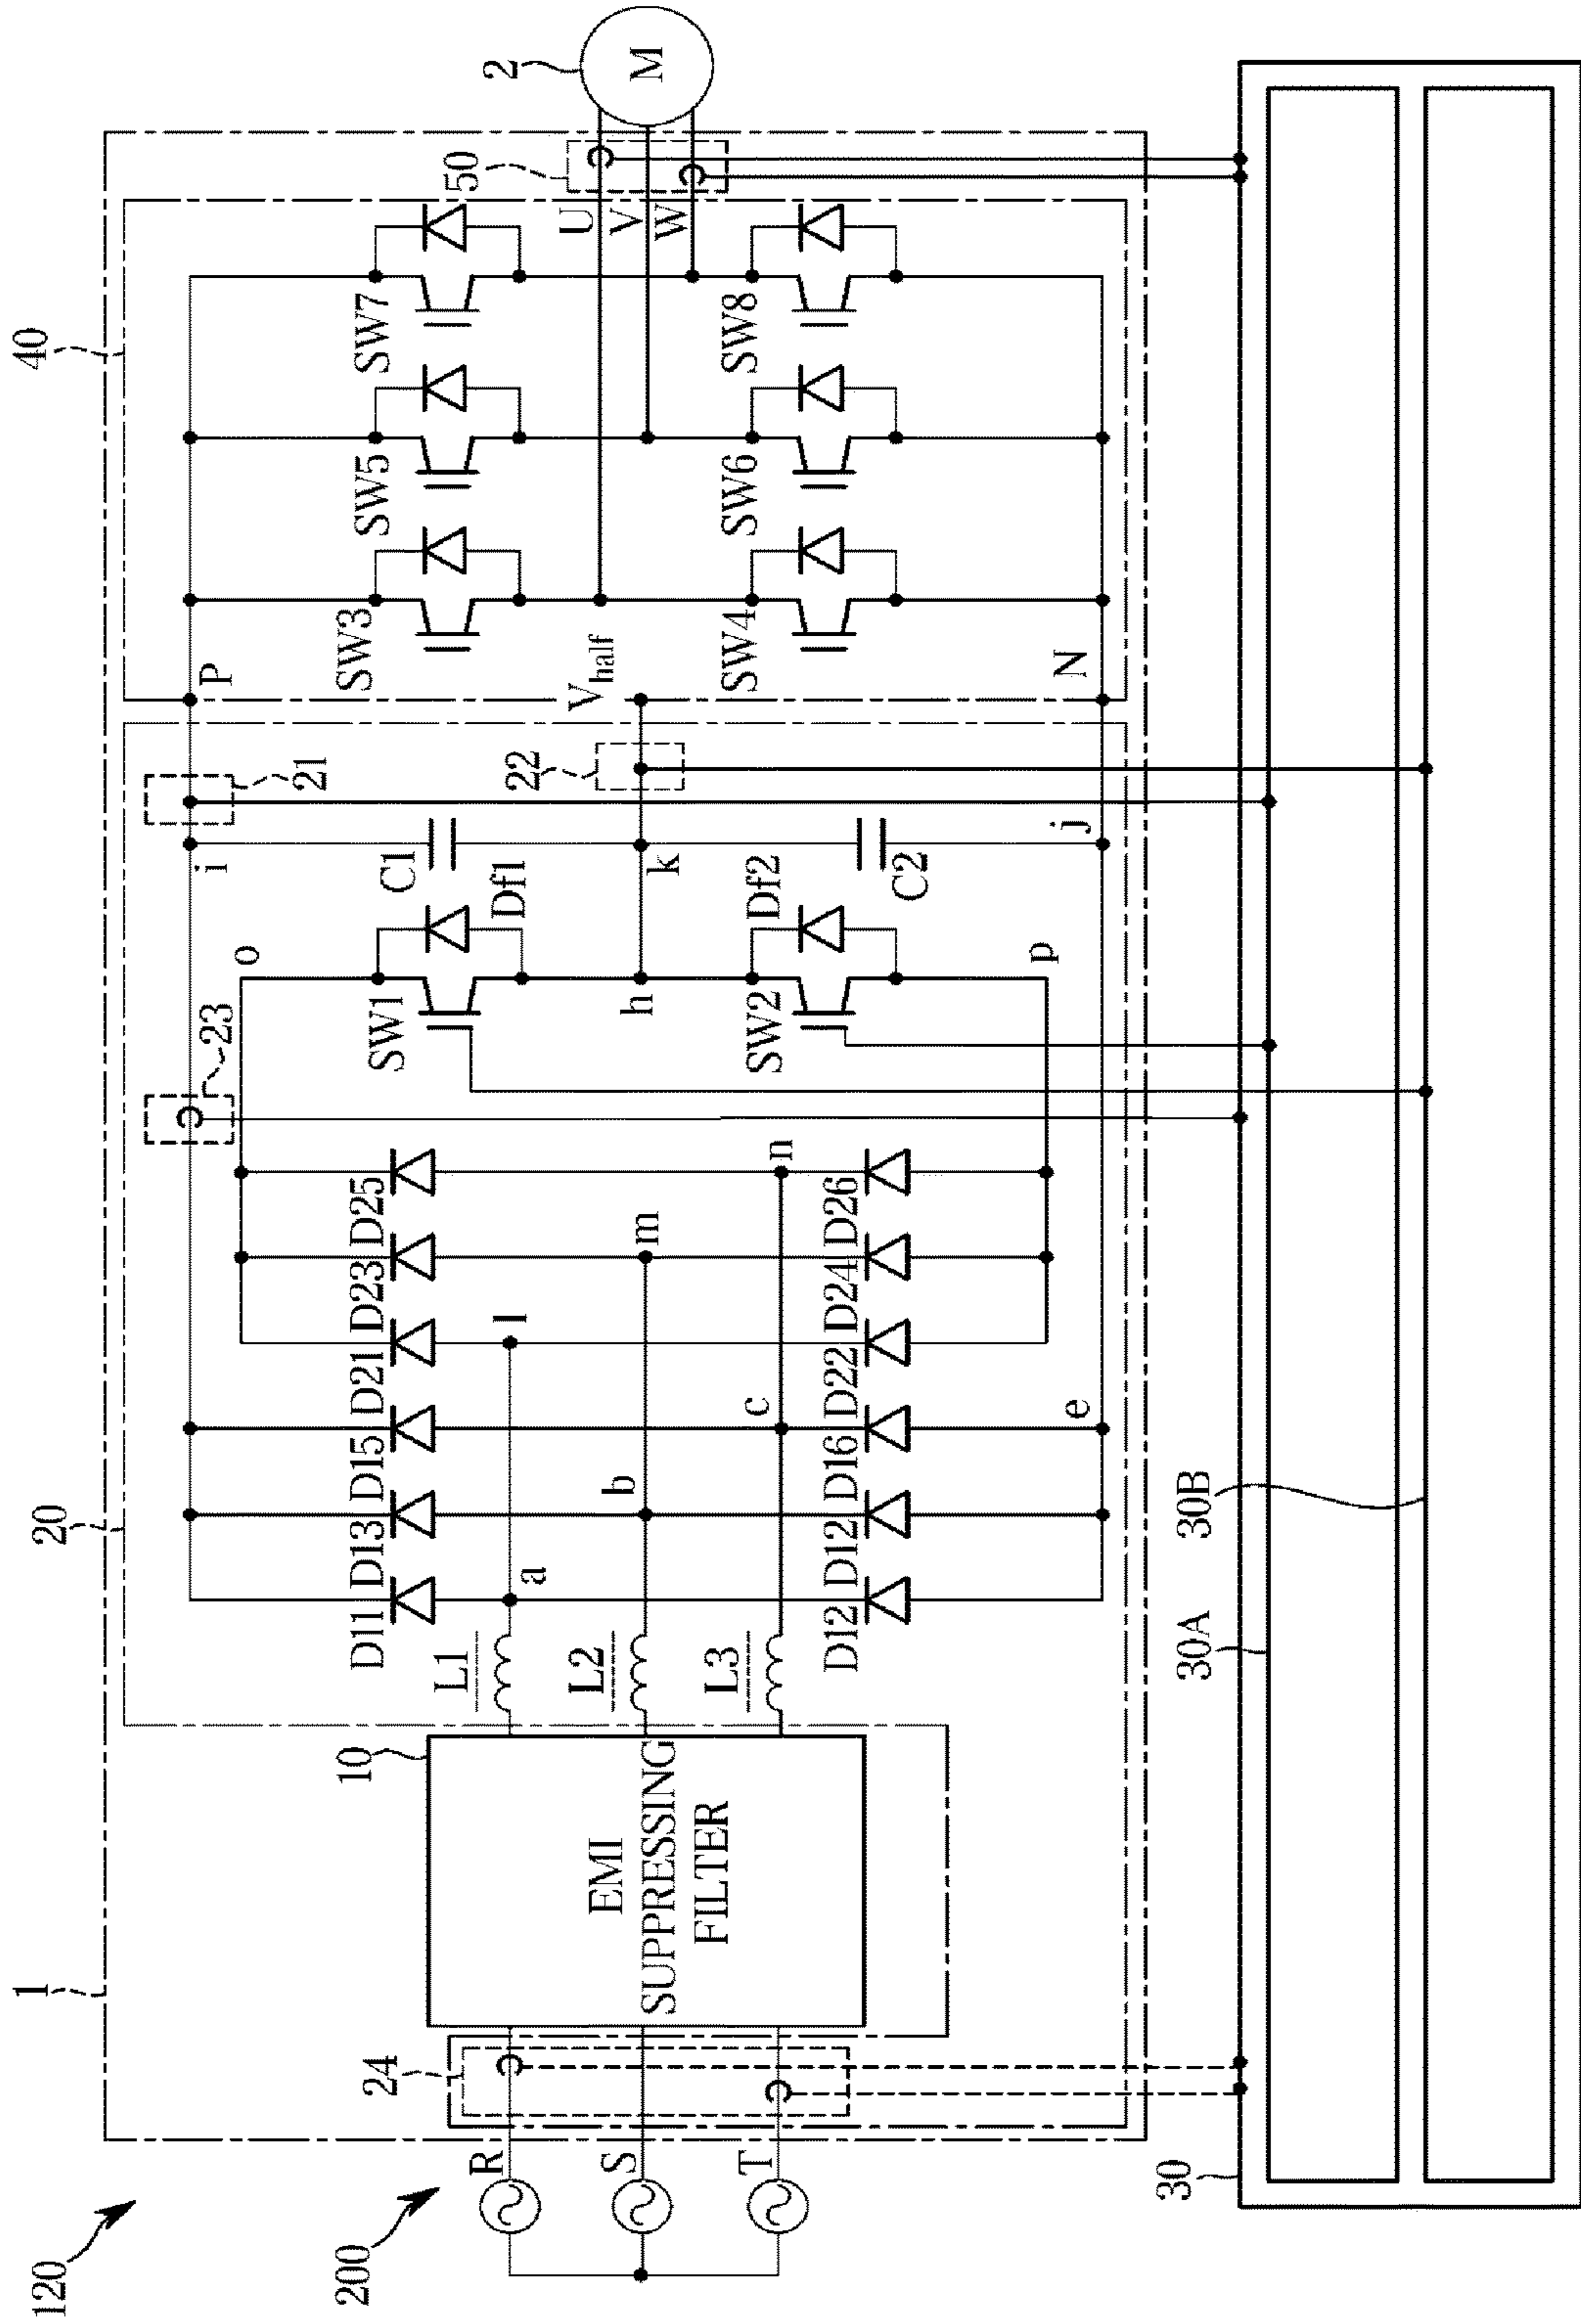 120
1
20
40
200
R
S
T
24
10
EMI
SUPPRESSING
FILTER
L1
L2
L3
D11
D13
D15
D21
D23
D25
a
b
c
l
m
n
D12
D12
D16
D22
D24
D26
e
23
o
SW1
Df1
h
SW2
Df2
p
i
C1
k
C2
j
21
22
P
Vhalf
N
SW3
SW5
SW7
SW4
SW6
SW8
U
V
W
50
2
M
30
30A
30B